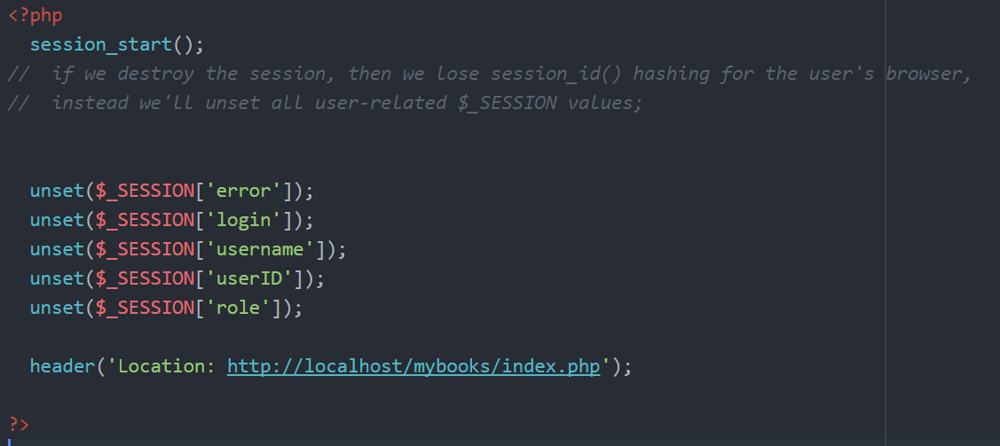 <?php
session_start();
// if we destroy the session, then we lose session_id() hashing for the user's browser,
// instead we'll unset all user-related $_SESSION values;
unset($_SESSION['error']);
unset($_SESSION['login']);
unset($_SESSION['username']);
unset($_SESSION['userID']);
unset($_SESSION['role']);
header('Location: http://localhost/mybooks/index.php');
?>